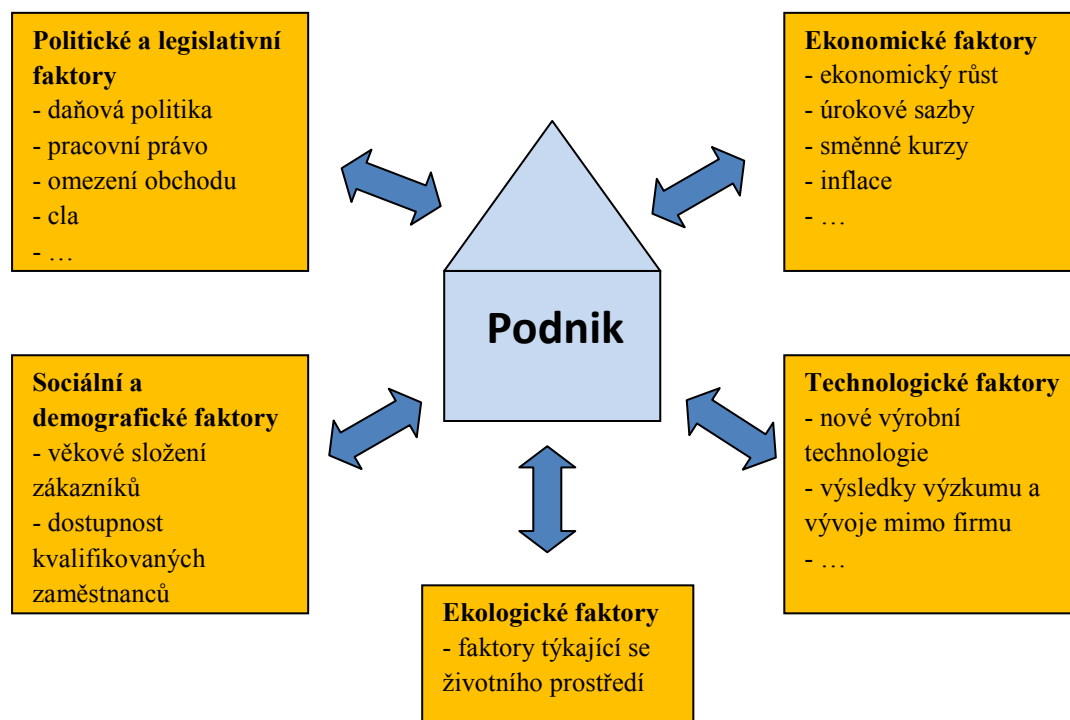 Politické a legislativní
faktory
- daňová politika
- pracovní právo
- omezení obchodu
- cla
- …
Ekonomické faktory
- ekonomický růst
- úrokové sazby
- směnné kurzy
- inflace
- …
Podnik
Sociální a
demografické faktory
- věkové složení
zákazníků
- dostupnost
kvalifikovaných
zaměstnanců
Technologické faktory
- nové výrobní
technologie
- výsledky výzkumu a
vývoje mimo firmu
- …
Ekologické faktory
- faktory týkající se
životního prostředí